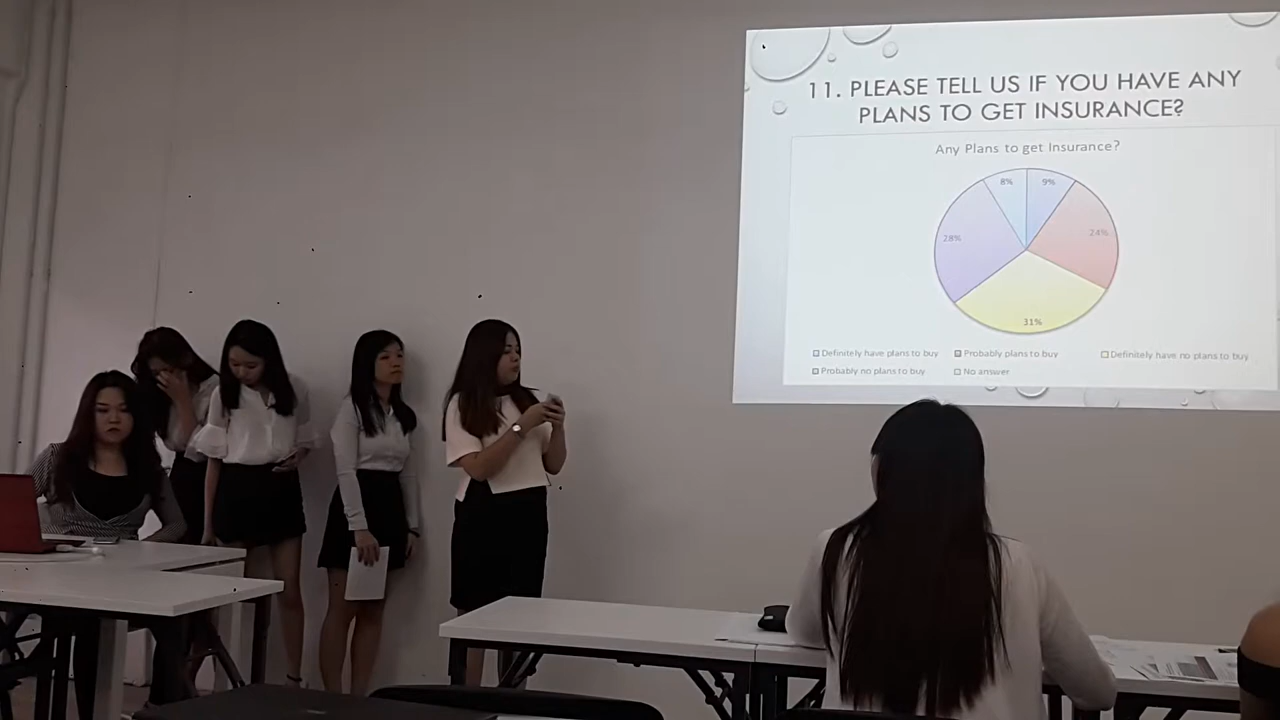 11. PLEASE TELL US IF YOU HAVE ANY
PLANS TO GET INSURANCE?
Any Plans to get Insurance?
8%
9%
28%
24%
31%
Definitely have plans to buy
Probably plans to buy
Definitely have no plans to buy
Probably no plans to buy
No answer